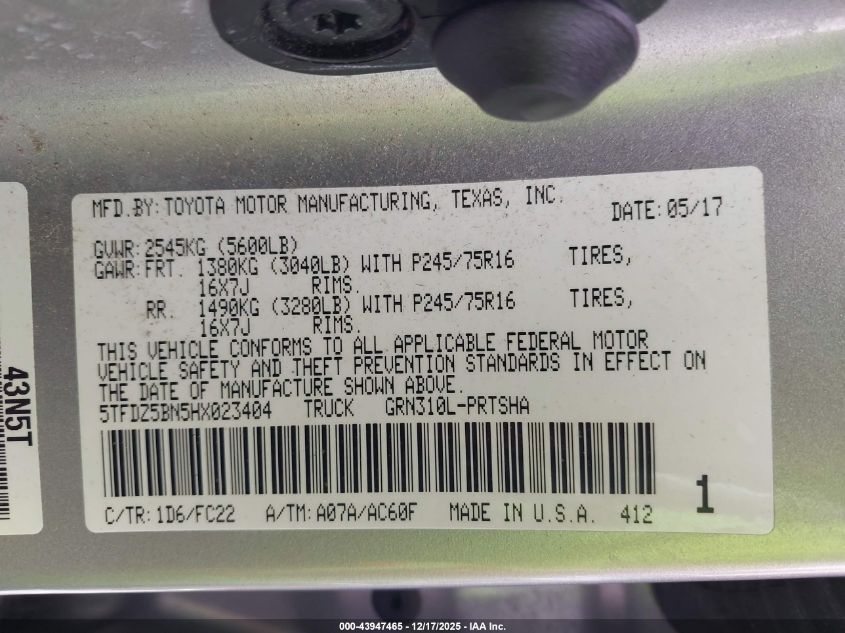 MFD.BY:TOYOTA MOTOR MANUFACTURING, TEXAS, INC. DATE:05/17
GVWR:2545KG (5600LB)
GAWR:FRT. 1380KG (3040LB) WITH P245/75R16 TIRES,
16X7J RIMS.
RR. 1490KG (3280LB) WITH P245/75R16 TIRES,
16X7J RIMS.
THIS VEHICLE CONFORMS TO ALL APPLICABLE FEDERAL MOTOR
VEHICLE SAFETY AND THEFT PREVENTION STANDARDS IN EFFECT ON
THE DATE OF MANUFACTURE SHOWN ABOVE.
5TFDZ5BN5HX023404 TRUCK GRN310L-PRTSHA
C/TR:1D6/FC22 A/TM:A07A/AC60F MADE IN U.S.A. 412
1
43N5T
000-43947465 - 12/17/2025 - IAA Inc.